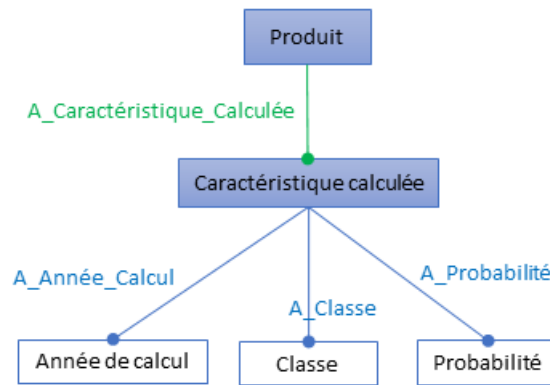 Produit
A_Caractéristique_Calculée
Caractéristique calculée
A_Année_Calcul
A_Classe
A_Probabilité
Année de calcul
Classe
Probabilité